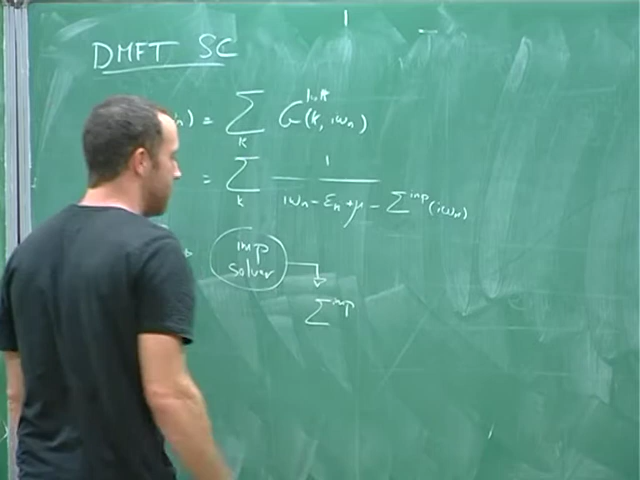 DMFT SC
n) = ∑ₖ G^latt(k, iωₙ)
= ∑ₖ 1 / (iωₙ - εₖ + μ - ∑^imp(iωₙ))
imp
solver
∑^imp